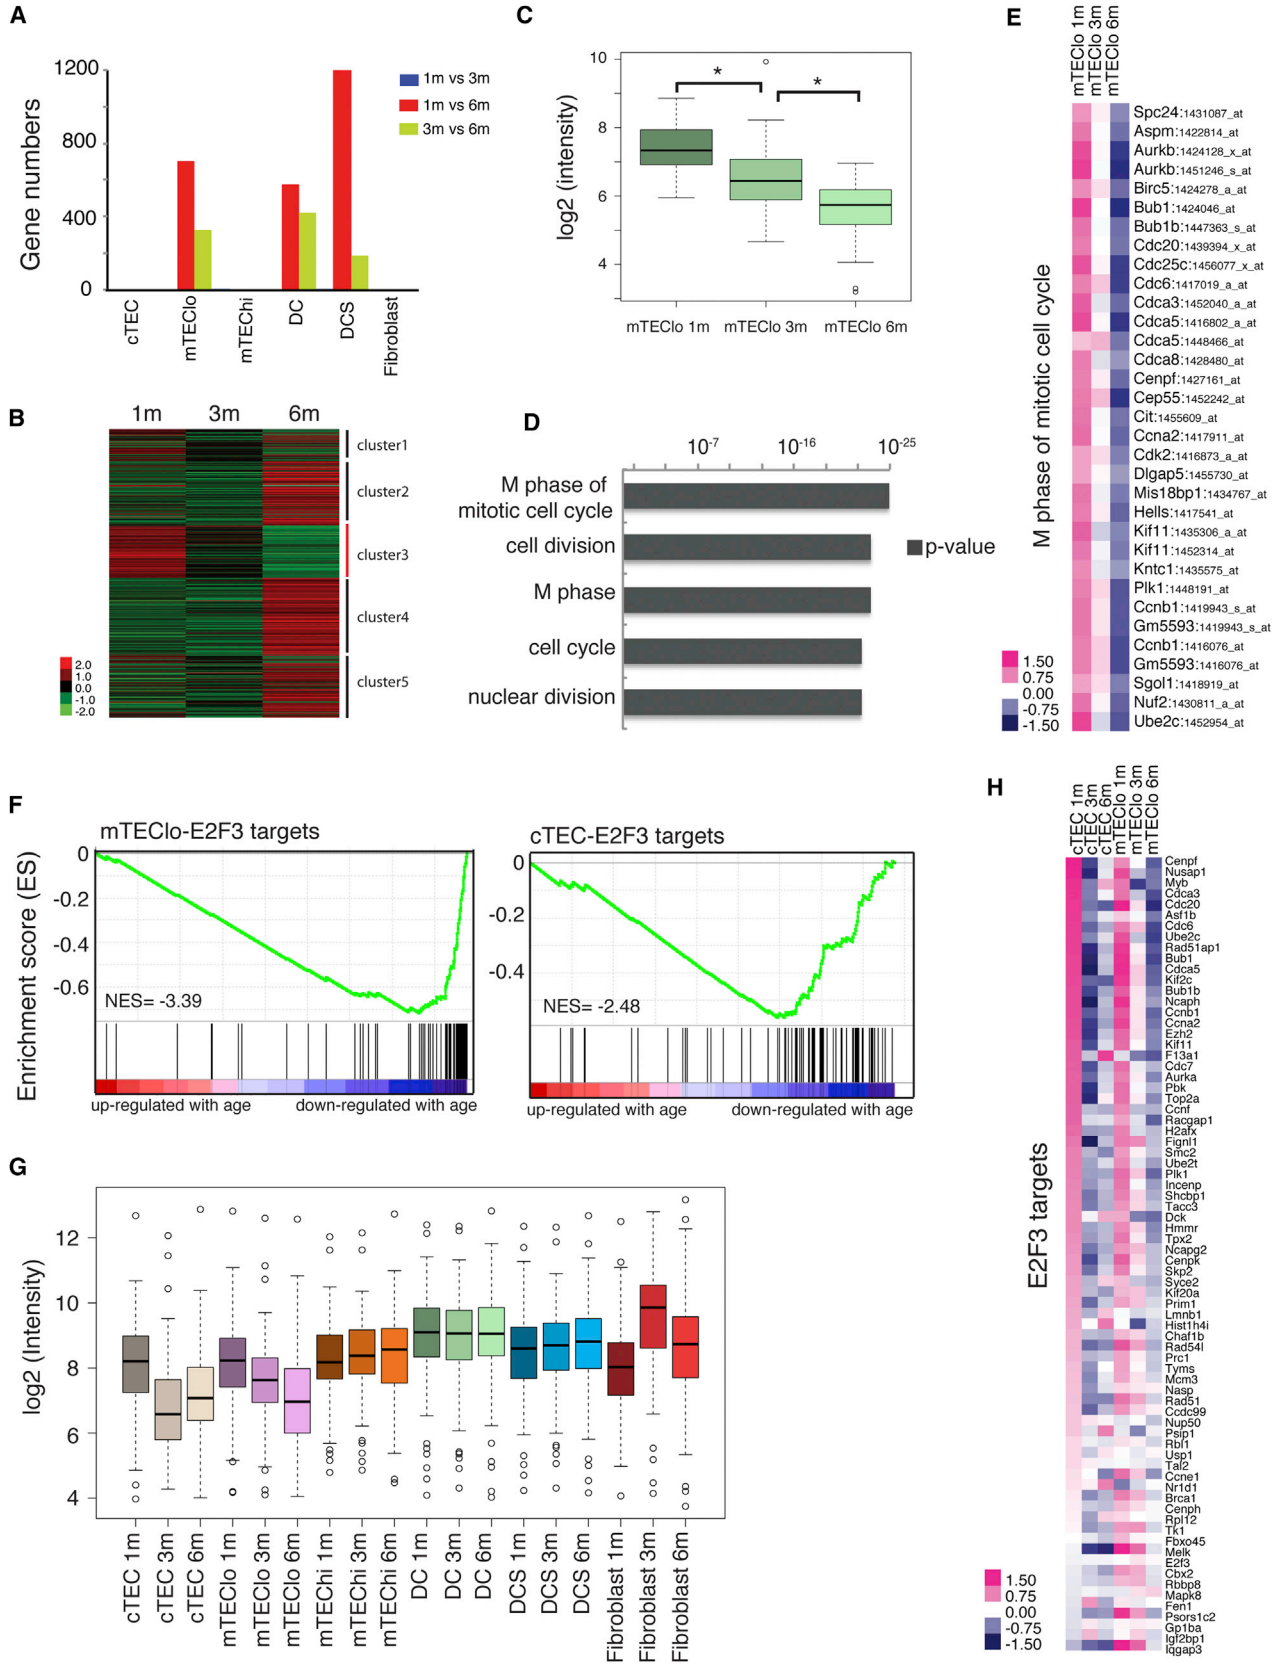 A
1200
800
400
0
Gene numbers
1m vs 3m
1m vs 6m
3m vs 6m
cTEC
mTEClo
mTEChi
DC
DCS
Fibroblast
B
1m 3m 6m
cluster1
cluster2
cluster3
cluster4
cluster5
2.0
1.0
0.0
-1.0
-2.0
C
10
8
6
4
log2 (intensity)
*
*
mTEClo 1m mTEClo 3m mTEClo 6m
D
10-7 10-16 10-25
M phase of
mitotic cell cycle
cell division
M phase
cell cycle
nuclear division
p-value
E
mTEClo 1m
mTEClo 3m
mTEClo 6m
M phase of mitotic cell cycle
Spc24:1431087_at
Aspm:1422814_at
Aurkb:1424128_x_at
Aurkb:1451246_s_at
Birc5:1424278_a_at
Bub1:1424046_at
Bub1b:1447363_s_at
Cdc20:1439394_x_at
Cdc25c:1456077_x_at
Cdc6:1417019_a_at
Cdca3:1452040_a_at
Cdca5:1416802_a_at
Cdca5:1448466_at
Cdca8:1428480_at
Cenpf:1427161_at
Cep55:1452242_at
Cit:1455609_at
Ccna2:1417911_at
Cdk2:1416873_a_at
Dlgap5:1455730_at
Mis18bp1:1434767_at
Hells:1417541_at
Kif11:1435306_a_at
Kif11:1452314_at
Kntc1:1435575_at
Plk1:1448191_at
Ccnb1:1419943_s_at
Gm5593:1419943_s_at
Ccnb1:1416076_at
Gm5593:1416076_at
Sgol1:1418919_at
Nuf2:1430811_a_at
Ube2c:1452954_at
1.50
0.75
0.00
-0.75
-1.50
F
mTEClo-E2F3 targets
0
-0.2
-0.4
-0.6
Enrichment score (ES)
NES= -3.39
up-regulated with age down-regulated with age
cTEC-E2F3 targets
0
-0.2
-0.4
NES= -2.48
up-regulated with age down-regulated with age
G
12
10
8
6
4
log2 (Intensity)
cTEC 1m
cTEC 3m
cTEC 6m
mTEClo 1m
mTEClo 3m
mTEClo 6m
mTEChi 1m
mTEChi 3m
mTEChi 6m
DC 1m
DC 3m
DC 6m
DCS 1m
DCS 3m
DCS 6m
Fibroblast 1m
Fibroblast 3m
Fibroblast 6m
H
cTEC 1m
cTEC 3m
cTEC 6m
mTEClo 1m
mTEClo 3m
mTEClo 6m
E2F3 targets
Cenpf
Nusap1
Myb
Cdca3
Cdc20
Asf1b
Cdc6
Ube2c
Rad51ap1
Bub1
Cdca5
Kif2c
Bub1b
Ncaph
Ccnb1
Ccna2
Ezh2
Kif11
F13a1
Cdc7
Aurka
Pbk
Top2a
Ccnf
Racgap1
H2afx
Fignl1
Smc2
Ube2t
Plk1
Incenp
Shcbp1
Tacc3
Dck
Hmmr
Tpx2
Ncapg2
Cenpk
Skp2
Syce2
Kif20a
Prim1
Lmnb1
Hist1h4i
Chaf1b
Rad54l
Prc1
Tyms
Mcm3
Nasp
Rad51
Ccdc99
Nup50
Psip1
Rbl1
Usp1
Tal2
Ccne1
Nr1d1
Brca1
Cenph
Rpl12
Tk1
Fbxo45
Melk
E2f3
Cbx2
Rbbp8
Mapk8
Fen1
Psors1c2
Gp1ba
Igf2bp1
Iqgap3
1.50
0.75
0.00
-0.75
-1.50